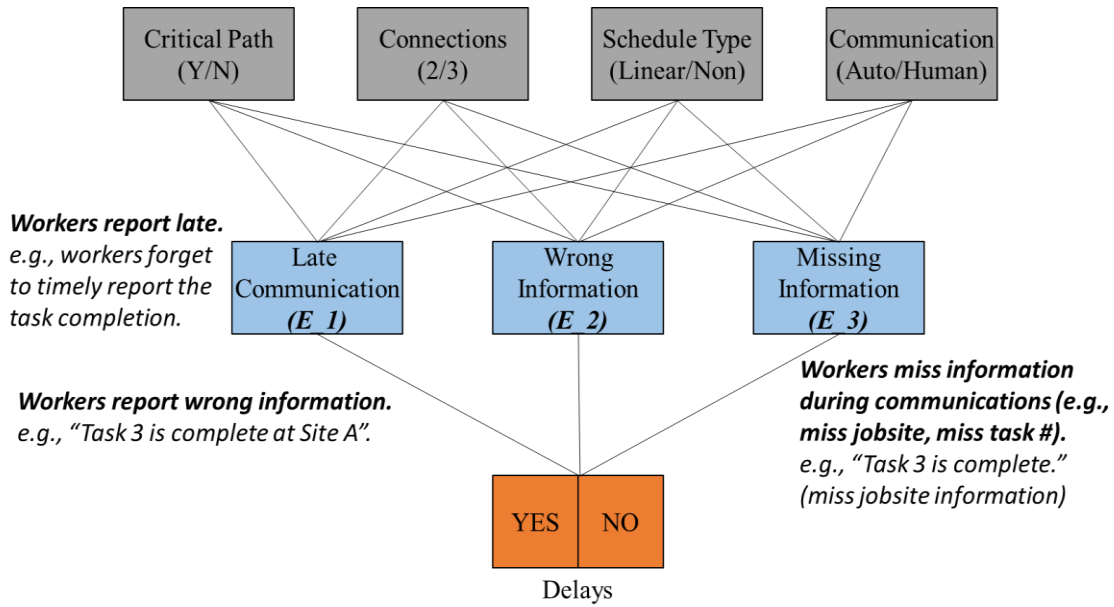 Critical Path
(Y/N)
Connections
(2/3)
Schedule Type
(Linear/Non)
Communication
(Auto/Human)
Workers report late.
e.g., workers forget
to timely report the
task completion.
Late
Communication
(E_1)
Wrong
Information
(E_2)
Missing
Information
(E_3)
Workers report wrong information.
e.g., “Task 3 is complete at Site A”.
Workers miss information
during communications (e.g.,
miss jobsite, miss task #).
e.g., “Task 3 is complete.”
(miss jobsite information)
YES
NO
Delays